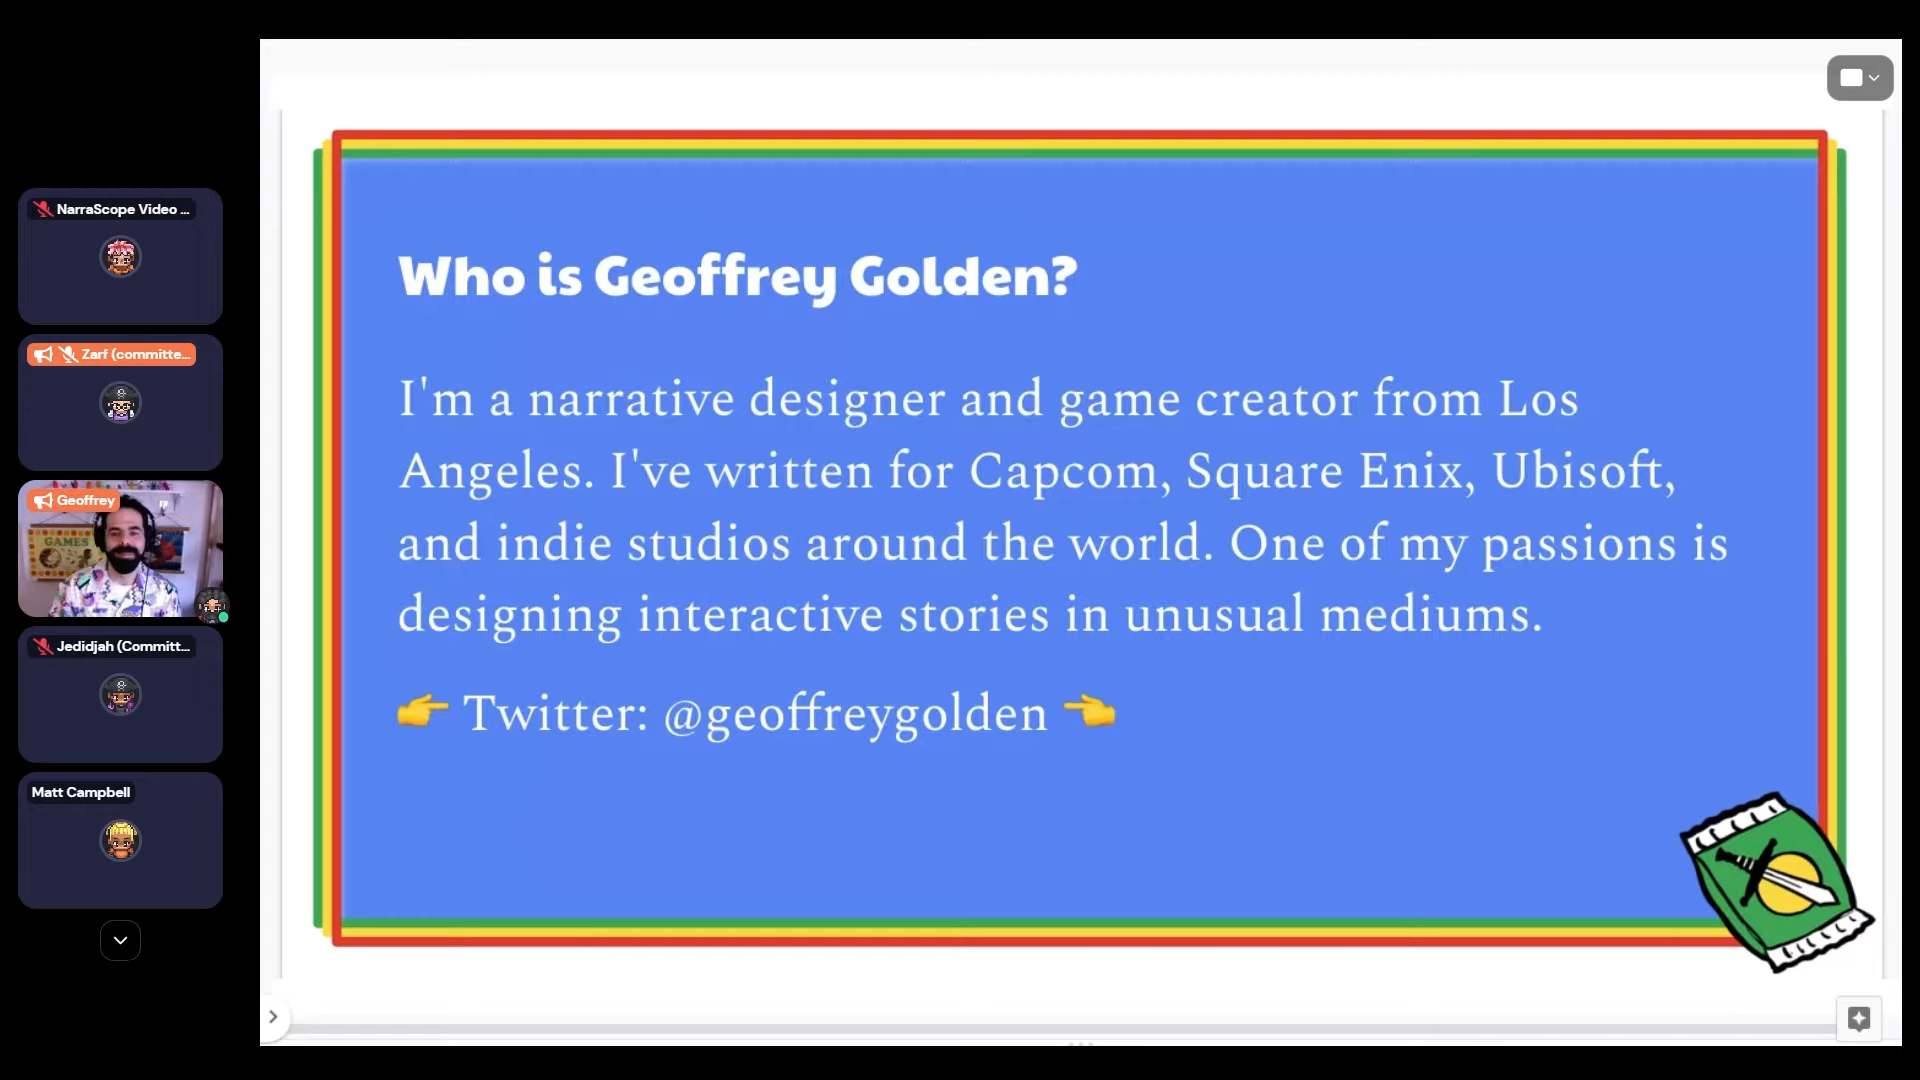 NarraScope Video ...
Zarf (committe...
Geoffrey
GAMES
Jedidjah (Committ...
Matt Campbell
Who is Geoffrey Golden?
I'm a narrative designer and game creator from Los
Angeles. I've written for Capcom, Square Enix, Ubisoft,
and indie studios around the world. One of my passions is
designing interactive stories in unusual mediums.
👉 Twitter: @geoffreygolden 👈